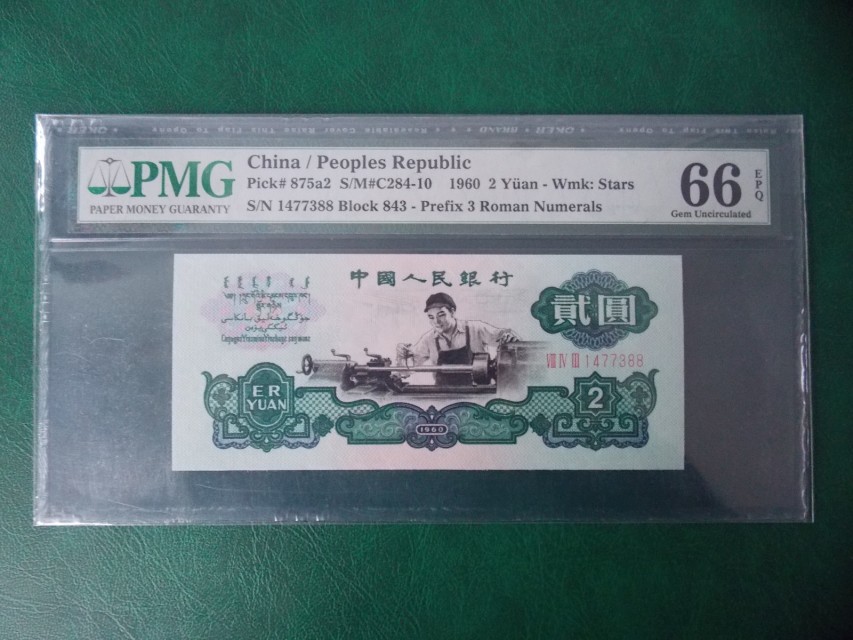 PMG
PAPER MONEY GUARANTY
China / Peoples Republic
Pick# 875a2 S/M#C284-10 1960 2 Yüan - Wmk: Stars
S/N 1477388 Block 843 - Prefix 3 Roman Numerals
66
Gem Uncirculated
EPQ
中國人民銀行
貳圓
VIII IV III 1477388
ER
YUAN
1960
2